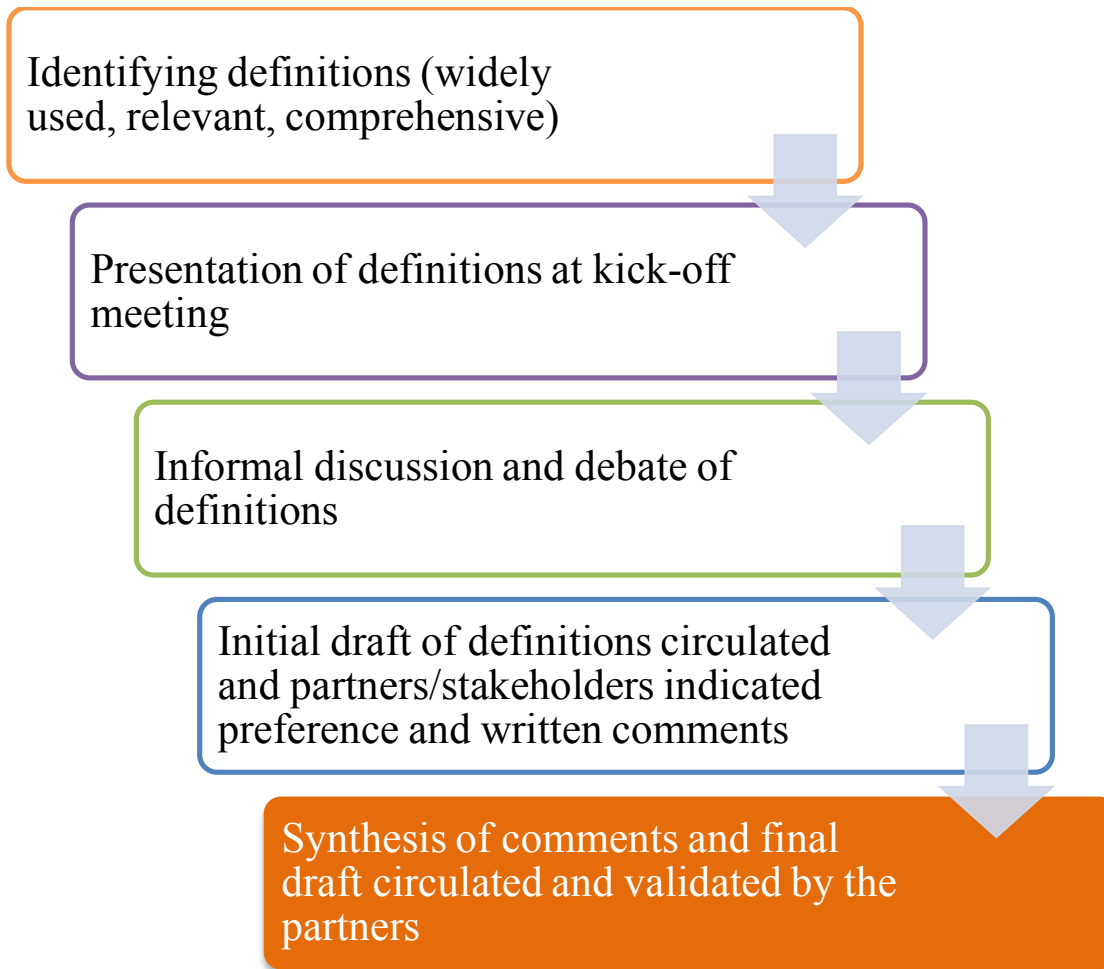 Identifying definitions (widely
used, relevant, comprehensive)
Presentation of definitions at kick-off
meeting
Informal discussion and debate of
definitions
Initial draft of definitions circulated
and partners/stakeholders indicated
preference and written comments
Synthesis of comments and final
draft circulated and validated by the
partners